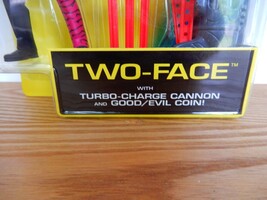 TWO-FACE™
WITH
TURBO-CHARGE CANNON
AND GOOD/EVIL COIN!